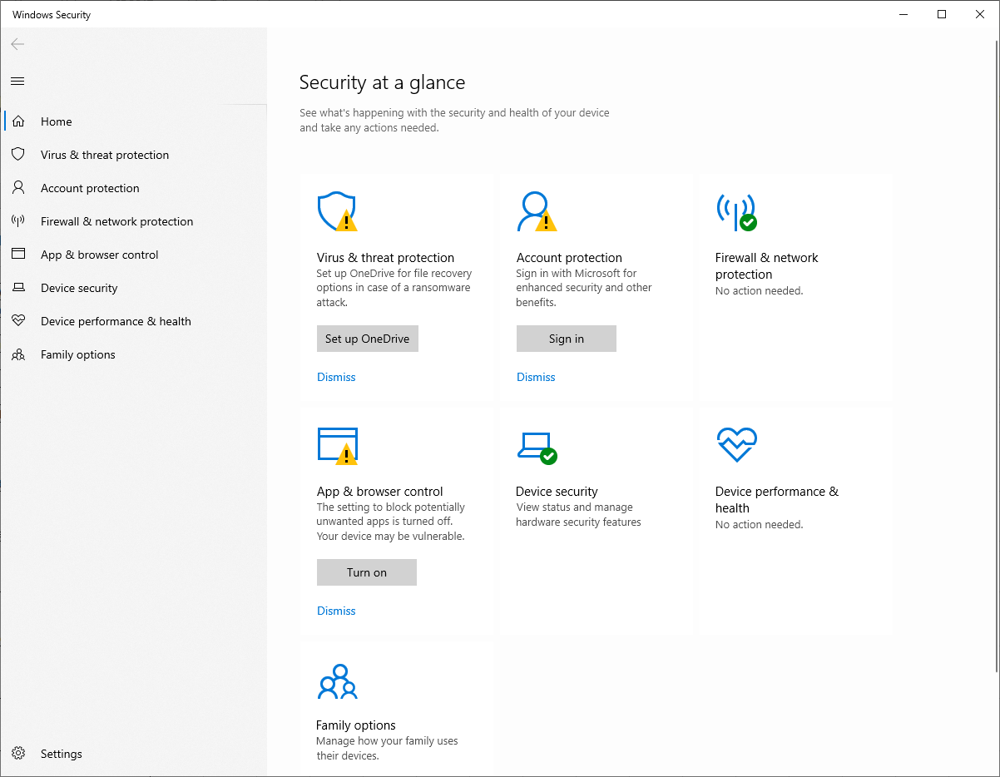 Windows Security
Home
Virus & threat protection
Account protection
Firewall & network protection
App & browser control
Device security
Device performance & health
Family options
Settings
Security at a glance
See what's happening with the security and health of your device
and take any actions needed.
Virus & threat protection
Set up OneDrive for file recovery
options in case of a ransomware
attack.
Set up OneDrive
Dismiss
Account protection
Sign in with Microsoft for
enhanced security and other
benefits.
Sign in
Dismiss
Firewall & network
protection
No action needed.
App & browser control
The setting to block potentially
unwanted apps is turned off.
Your device may be vulnerable.
Turn on
Dismiss
Device security
View status and manage
hardware security features
Device performance &
health
No action needed.
Family options
Manage how your family uses
their devices.